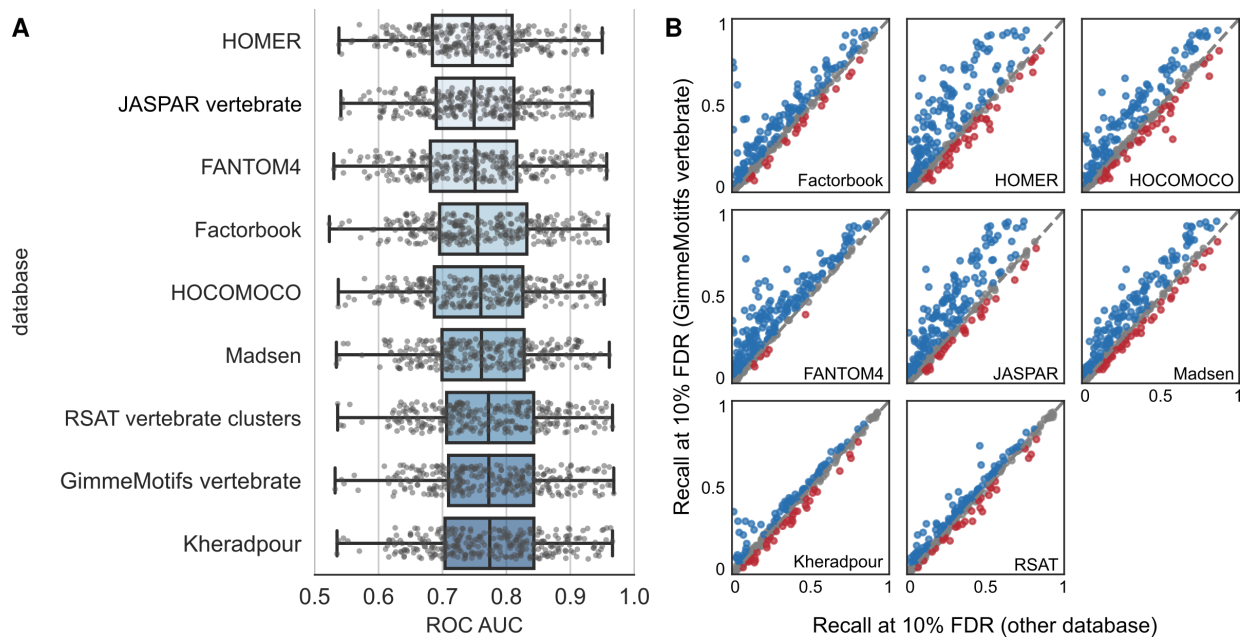 A
HOMER
JASPAR vertebrate
FANTOM4
Factorbook
HOCOMOCO
Madsen
RSAT vertebrate clusters
GimmeMotifs vertebrate
Kheradpour
database
0.5 0.6 0.7 0.8 0.9 1.0
ROC AUC
B
Recall at 10% FDR (GimmeMotifs vertebrate)
1
0.5
0
Factorbook
HOMER
HOCOMOCO
1
0.5
0
FANTOM4
JASPAR
Madsen
0 0.5 1
1
0.5
0
Kheradpour
RSAT
0 0.5 0 0.5 1
Recall at 10% FDR (other database)